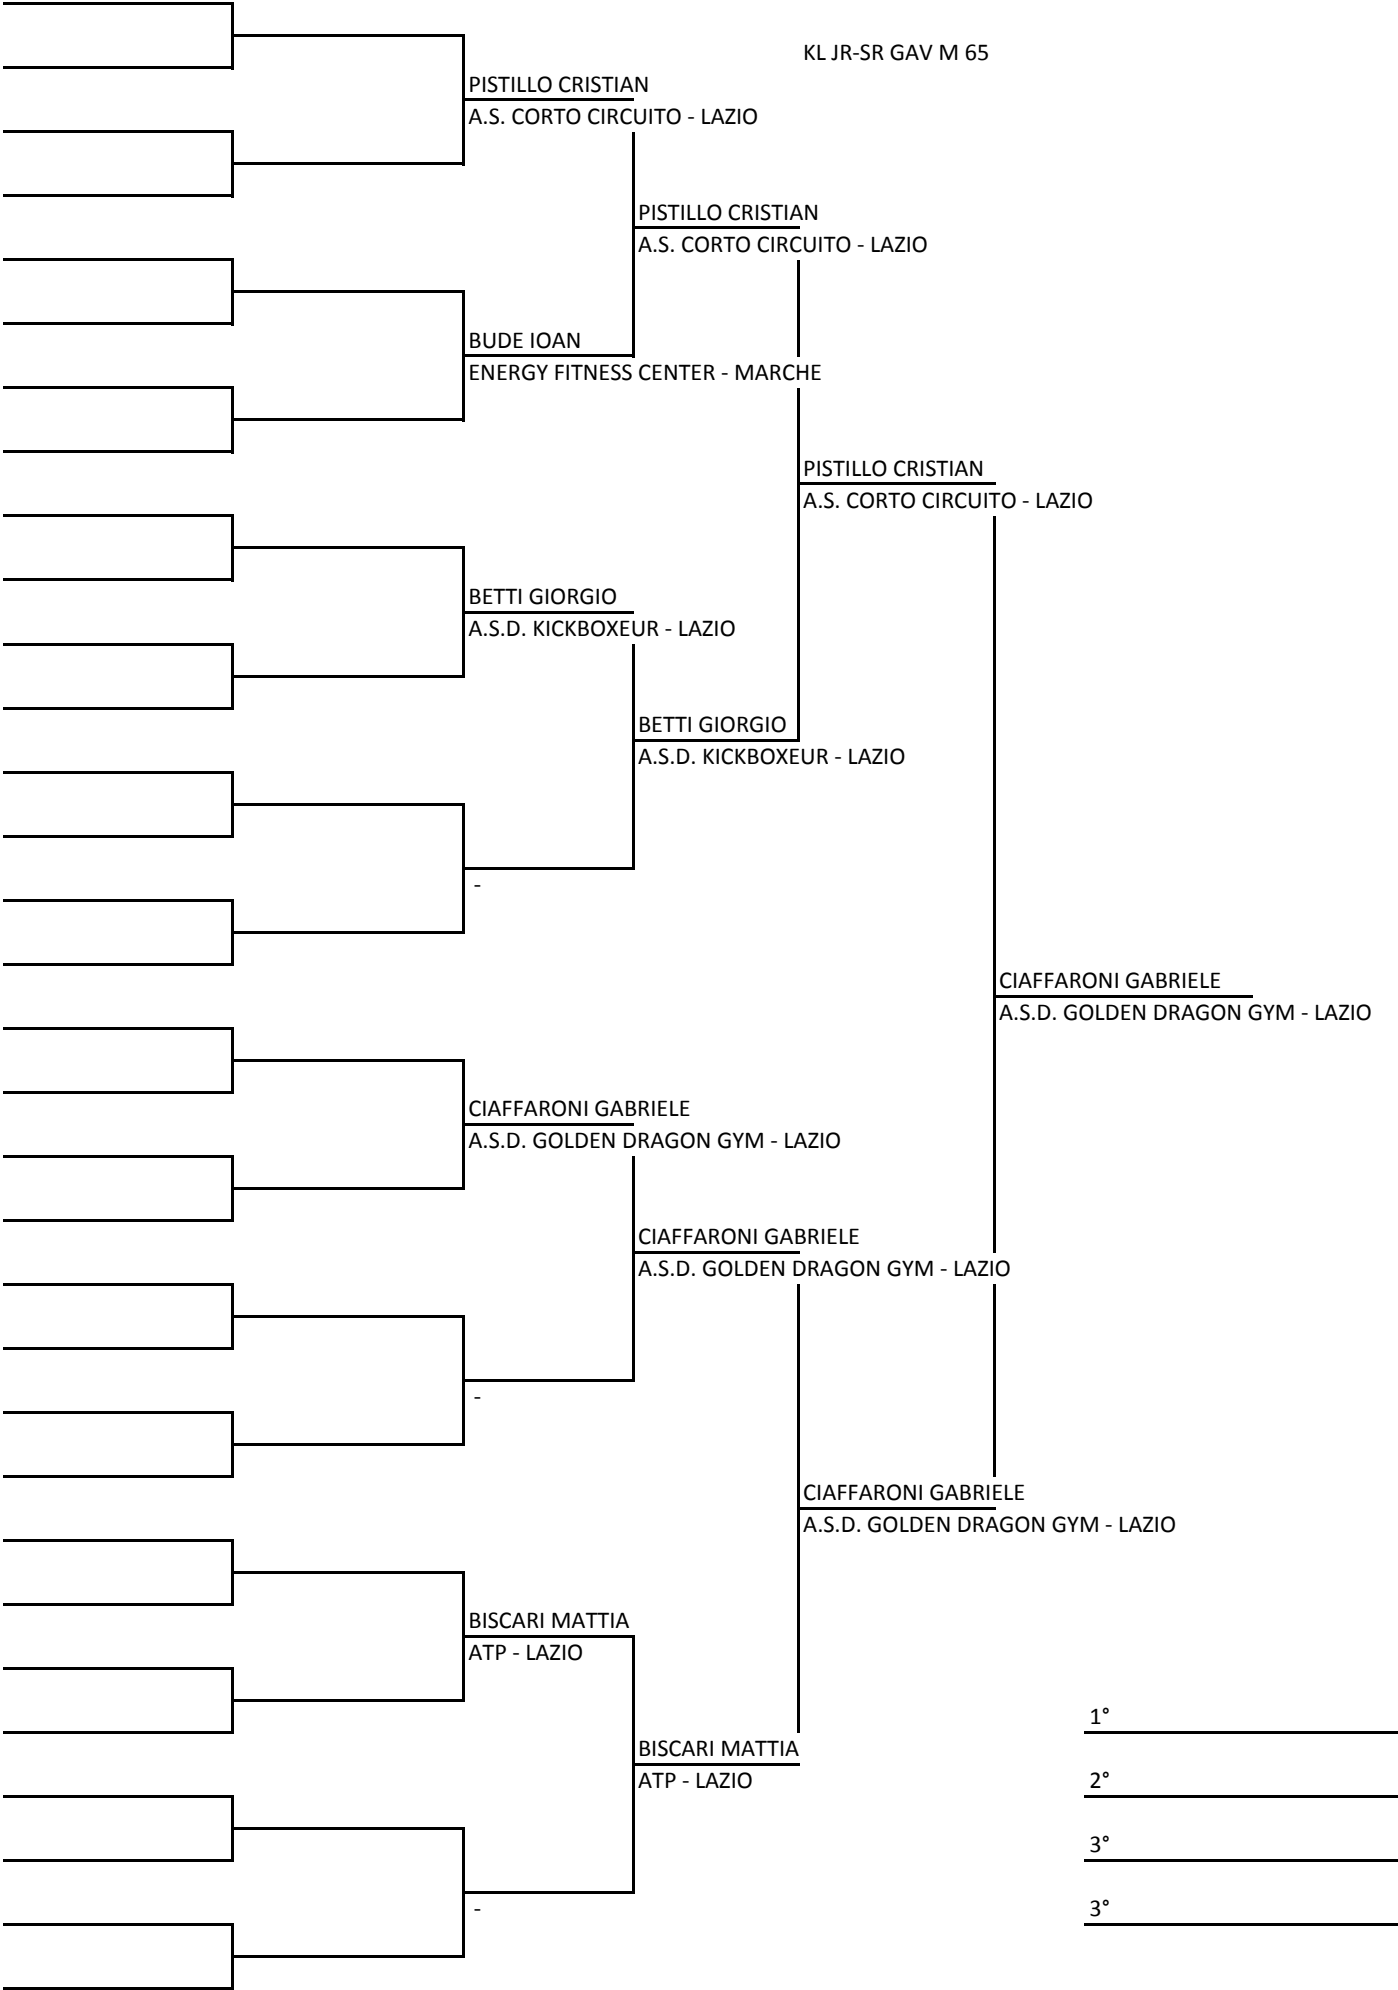 KL JR-SR GAV M 65
PISTILLO CRISTIAN
A.S. CORTO CIRCUITO - LAZIO
PISTILLO CRISTIAN
A.S. CORTO CIRCUITO - LAZIO
BUDE IOAN
ENERGY FITNESS CENTER - MARCHE
PISTILLO CRISTIAN
A.S. CORTO CIRCUITO - LAZIO
BETTI GIORGIO
A.S.D. KICKBOXEUR - LAZIO
BETTI GIORGIO
A.S.D. KICKBOXEUR - LAZIO
-
CIAFFARONI GABRIELE
A.S.D. GOLDEN DRAGON GYM - LAZIO
CIAFFARONI GABRIELE
A.S.D. GOLDEN DRAGON GYM - LAZIO
CIAFFARONI GABRIELE
A.S.D. GOLDEN DRAGON GYM - LAZIO
-
CIAFFARONI GABRIELE
A.S.D. GOLDEN DRAGON GYM - LAZIO
BISCARI MATTIA
ATP - LAZIO
1°
BISCARI MATTIA
ATP - LAZIO
2°
3°
-
3°